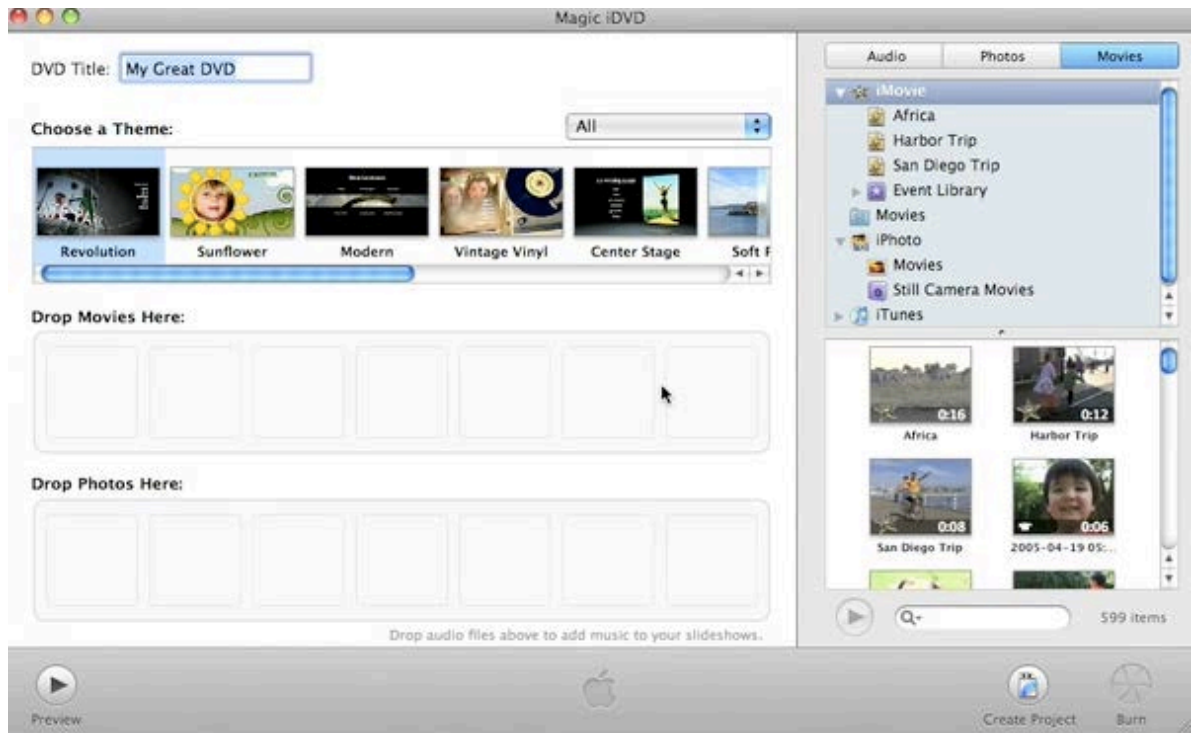 Magic iDVD
DVD Title: My Great DVD
Choose a Theme:
All
Revolution
Sunflower
Modern
Vintage Vinyl
Center Stage
Soft F
Drop Movies Here:
Drop Photos Here:
Drop audio files above to add music to your slideshows.
Audio
Photos
Movies
iMovie
Africa
Harbor Trip
San Diego Trip
Event Library
Movies
iPhoto
Movies
Still Camera Movies
iTunes
0:16
0:12
Africa
Harbor Trip
0:08
0:06
San Diego Trip
2005-04-19 05:...
599 items
Preview
Create Project
Burn